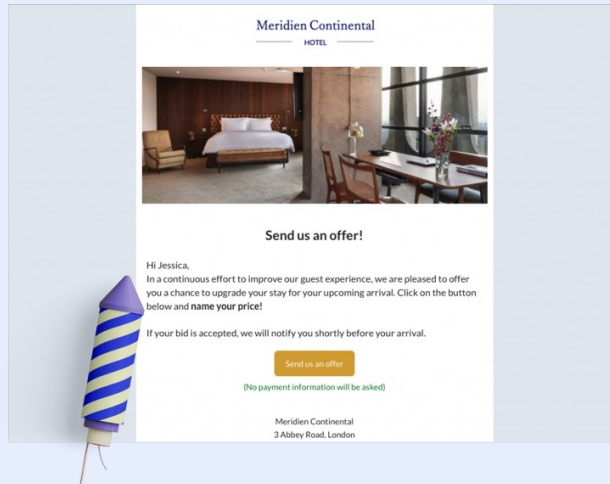 Meridien Continental
HOTEL
Send us an offer!
Hi Jessica,
In a continuous effort to improve our guest experience, we are pleased to offer
you a chance to upgrade your stay for your upcoming arrival. Click on the button
below and name your price!
If your bid is accepted, we will notify you shortly before your arrival.
Send us an offer
(No payment information will be asked)
Meridien Continental
3 Abbey Road, London